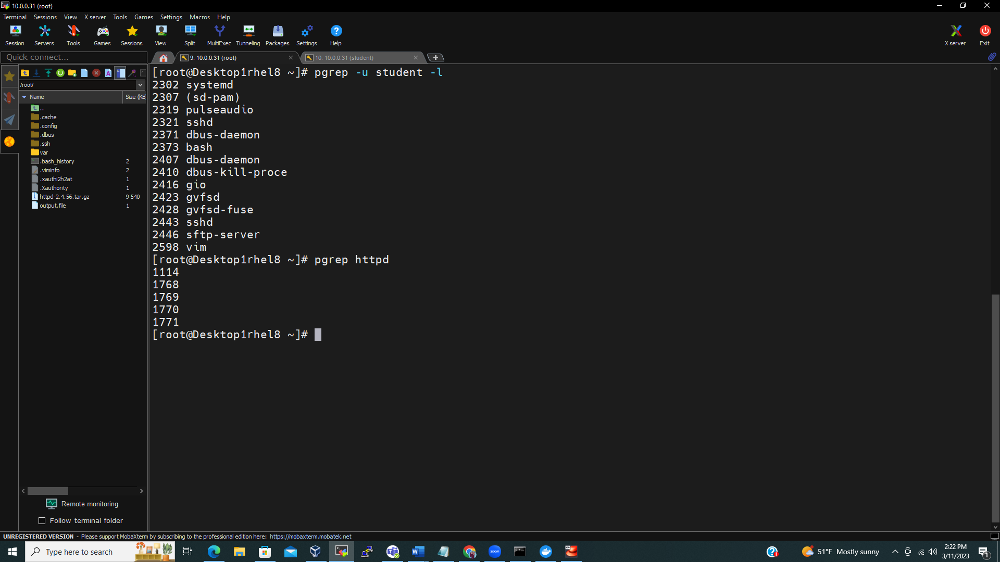 10.0.0.31 (root)
Terminal Sessions View X server Tools Games Settings Macros Help
Session Servers Tools Games Sessions View Split MultiExec Tunneling Packages Settings Help X server Exit
Quick connect...
9. 10.0.0.31 (root)
10. 10.0.0.31 (student)
/root/
Name Size (KB
..
.cache
.config
.dbus
.ssh
var
.bash_history 2
.viminfo 2
.xauthi2h2at 1
.Xauthority 1
httpd-2.4.56.tar.gz 9 540
output.file 1
Remote monitoring
Follow terminal folder
[root@Desktop1rhel8 ~]# pgrep -u student -l
2302 systemd
2307 (sd-pam)
2319 pulseaudio
2321 sshd
2371 dbus-daemon
2373 bash
2407 dbus-daemon
2410 dbus-kill-proce
2416 gio
2423 gvfsd
2428 gvfsd-fuse
2443 sshd
2446 sftp-server
2598 vim
[root@Desktop1rhel8 ~]# pgrep httpd
1114
1768
1769
1770
1771
[root@Desktop1rhel8 ~]#
UNREGISTERED VERSION - Please support MobaXterm by subscribing to the professional edition here: https://mobaxterm.mobatek.net
Type here to search
zoom
51°F Mostly sunny
2:22 PM
3/11/2023
1